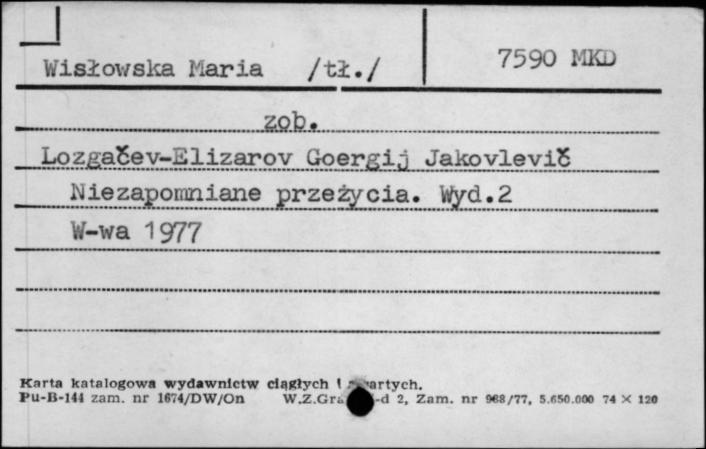 Wisłowska Maria /tł./ 7590 MKD
zob.
Lozgačev-Elizarov Goergij Jakovlevič
Niezapomniane przeżycia. Wyd.2
W-wa 1977
Karta katalogowa wydawnictw ciągłych
Pu-B-144 zam. nr 1674/DW/On W.Z.Gra d 2, Zam. nr 968/77, 5.650.000 74 × 120